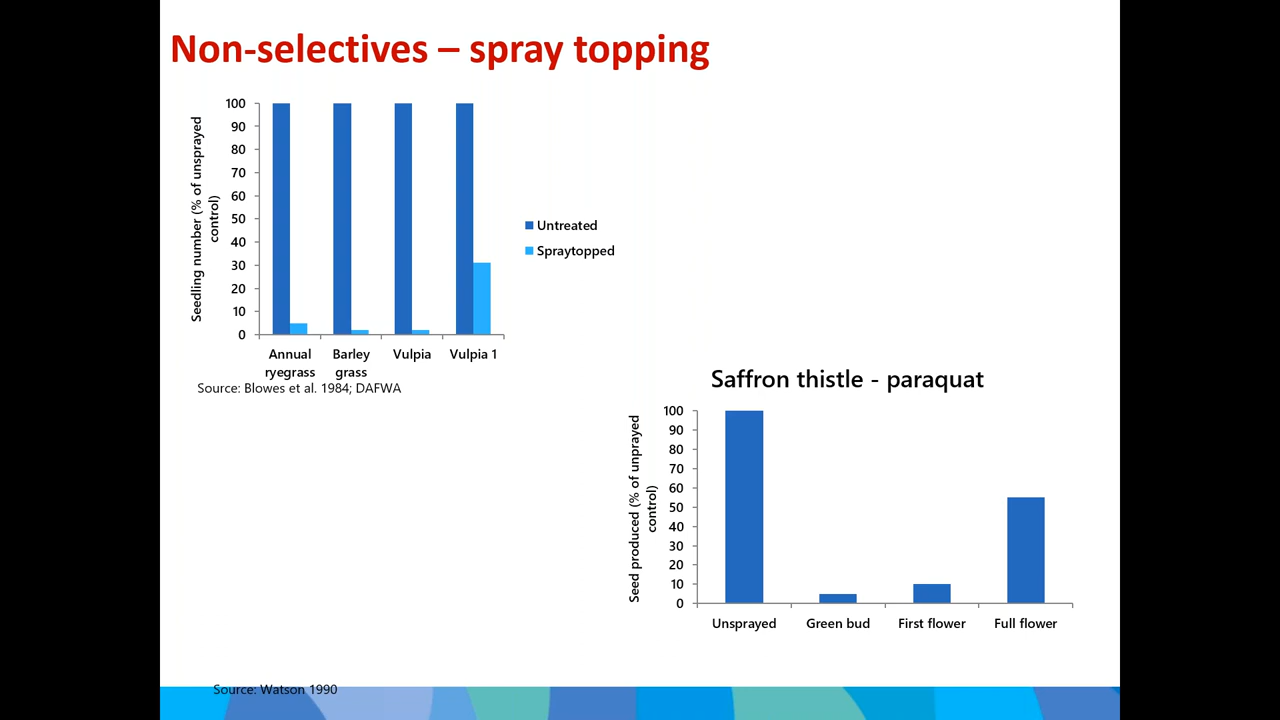 Non-selectives – spray topping
Seedling number (% of unsprayed
control)
100
90
80
70
60
50
40
30
20
10
0
Annual
ryegrass
Barley
grass
Vulpia
Vulpia 1
Untreated
Spraytopped
Source: Blowes et al. 1984; DAFWA
Saffron thistle - paraquat
Seed produced (% of unprayed
control)
100
90
80
70
60
50
40
30
20
10
0
Unsprayed
Green bud
First flower
Full flower
Source: Watson 1990